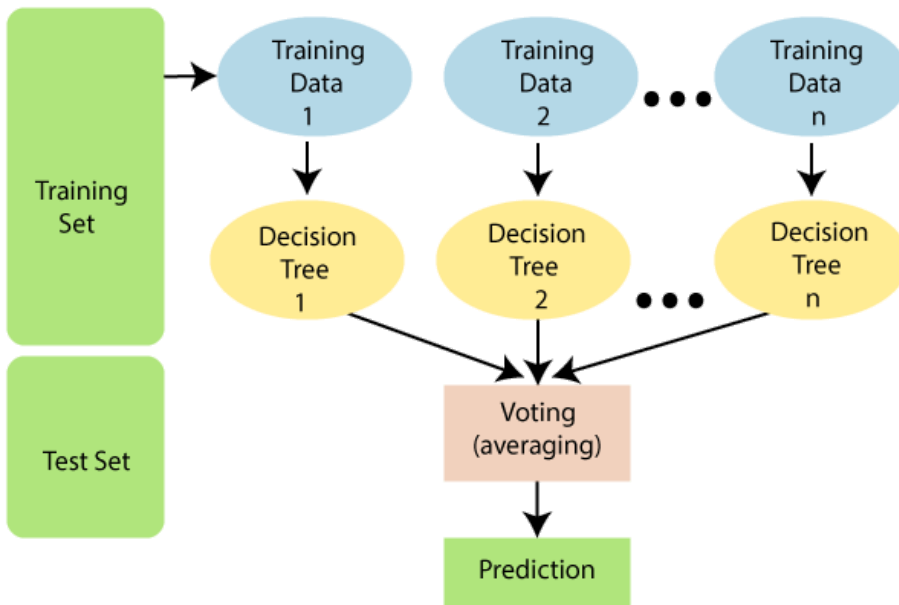 Training
Data
1
Training
Data
2
Training
Data
n
Training
Set
Decision
Tree
1
Decision
Tree
2
Decision
Tree
n
Test Set
Voting
(averaging)
Prediction